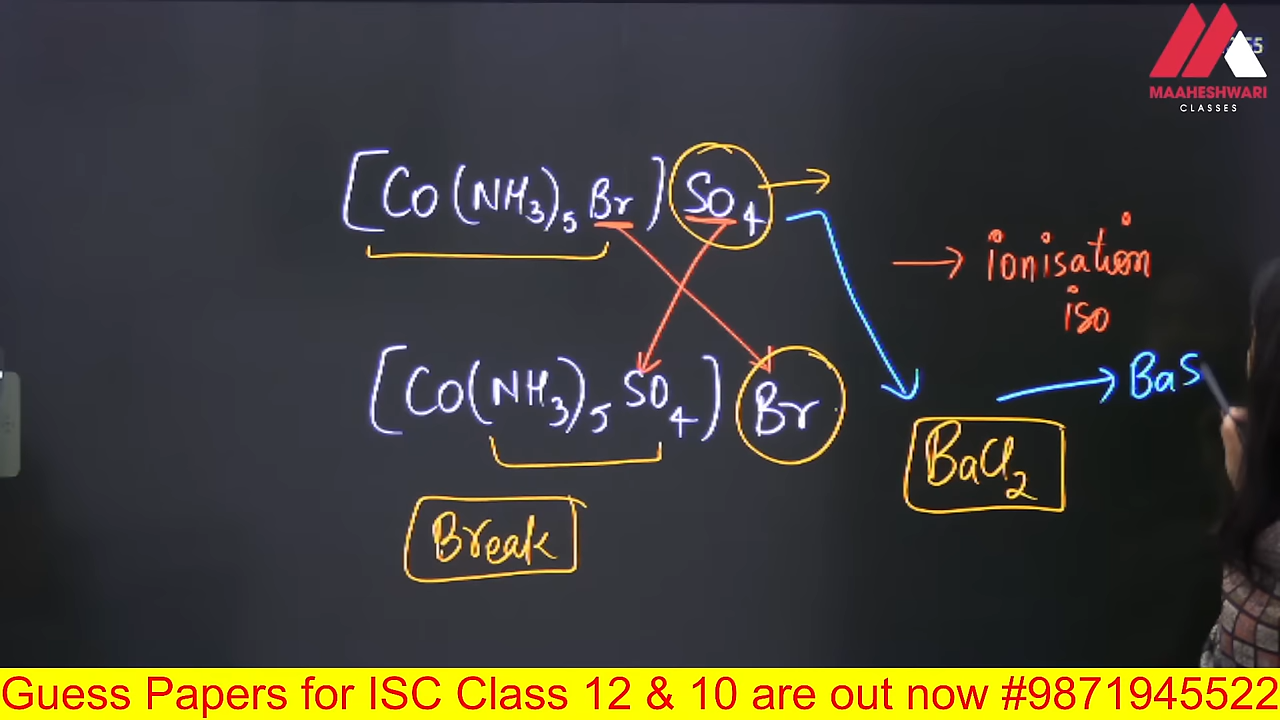 55
MAAHESHWARI
CLASSES
[Co(NH3)5Br)SO4
→ ionisation
iso
[Co(NH3)5SO4)Br
→ BaS
BaCl2
Break
Guess Papers for ISC Class 12 & 10 are out now #9871945522